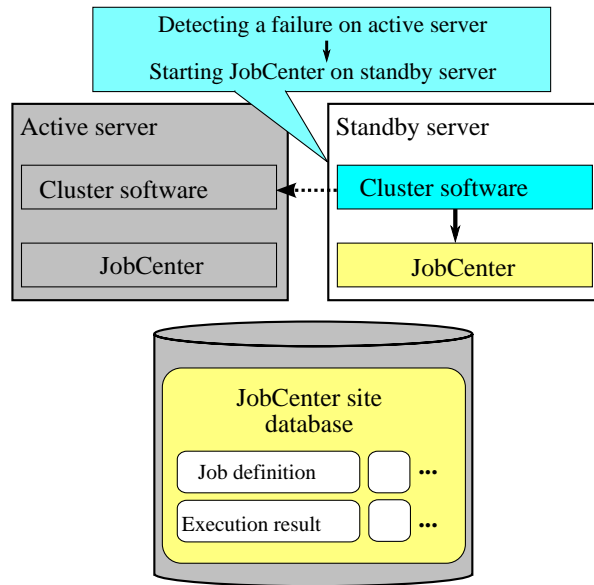 Detecting a failure on active server
Starting JobCenter on standby server
Active server
Standby server
Cluster software
Cluster software
JobCenter
JobCenter
JobCenter site
database
Job definition
...
Execution result
...